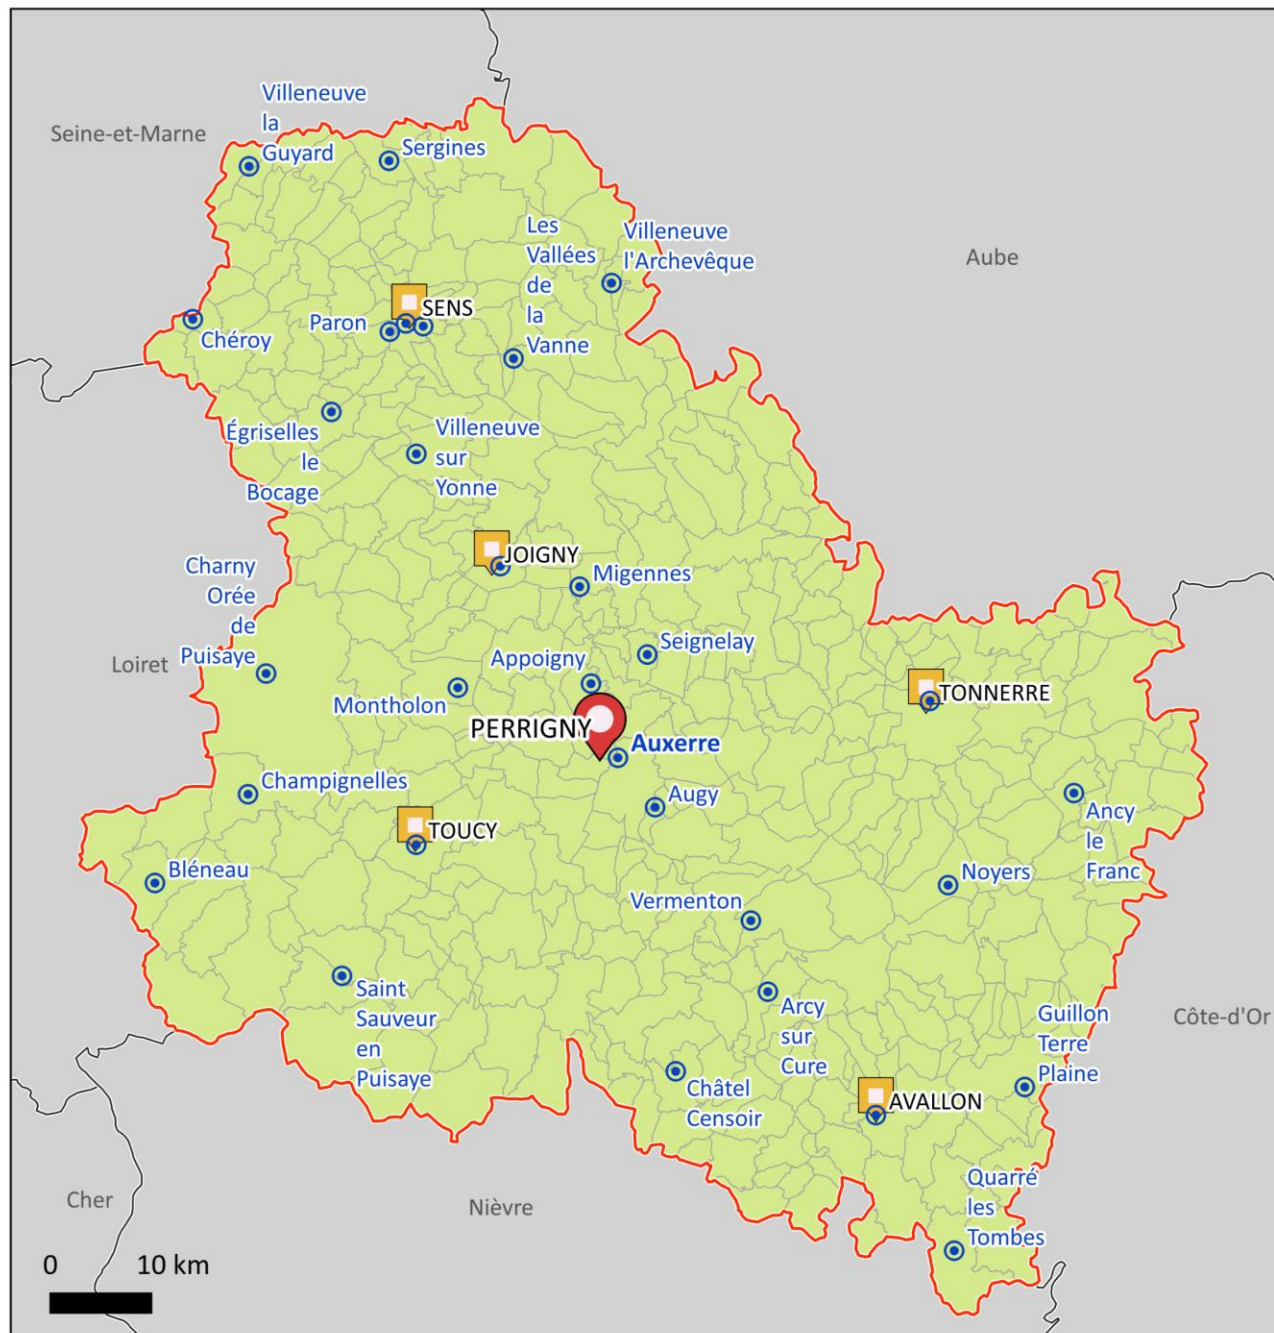 Villeneuve
la
Guyard
Seine-et-Marne
Sergines
Les
Vallées
de
la
Vanne
Villeneuve
l'Archevêque
Aube
SENS
Paron
Chéroy
Égriselles
le
Bocage
Villeneuve
sur
Yonne
JOIGNY
Migennes
Charny
Orée
de
Puisaye
Loiret
Seignelay
Appoigny
Montholon
TONNERRE
PERRIGNY
Auxerre
Champignelles
Augy
Ancy
le
Franc
TOUCY
Bléneau
Noyers
Vermenton
Saint
Sauveur
en
Puisaye
Arcy
sur
Cure
Guillon
Terre
Plaine
Côte-d'Or
Châtel
Censoir
AVALLON
Quarré
les
Tombes
Cher
Nièvre
0 10 km